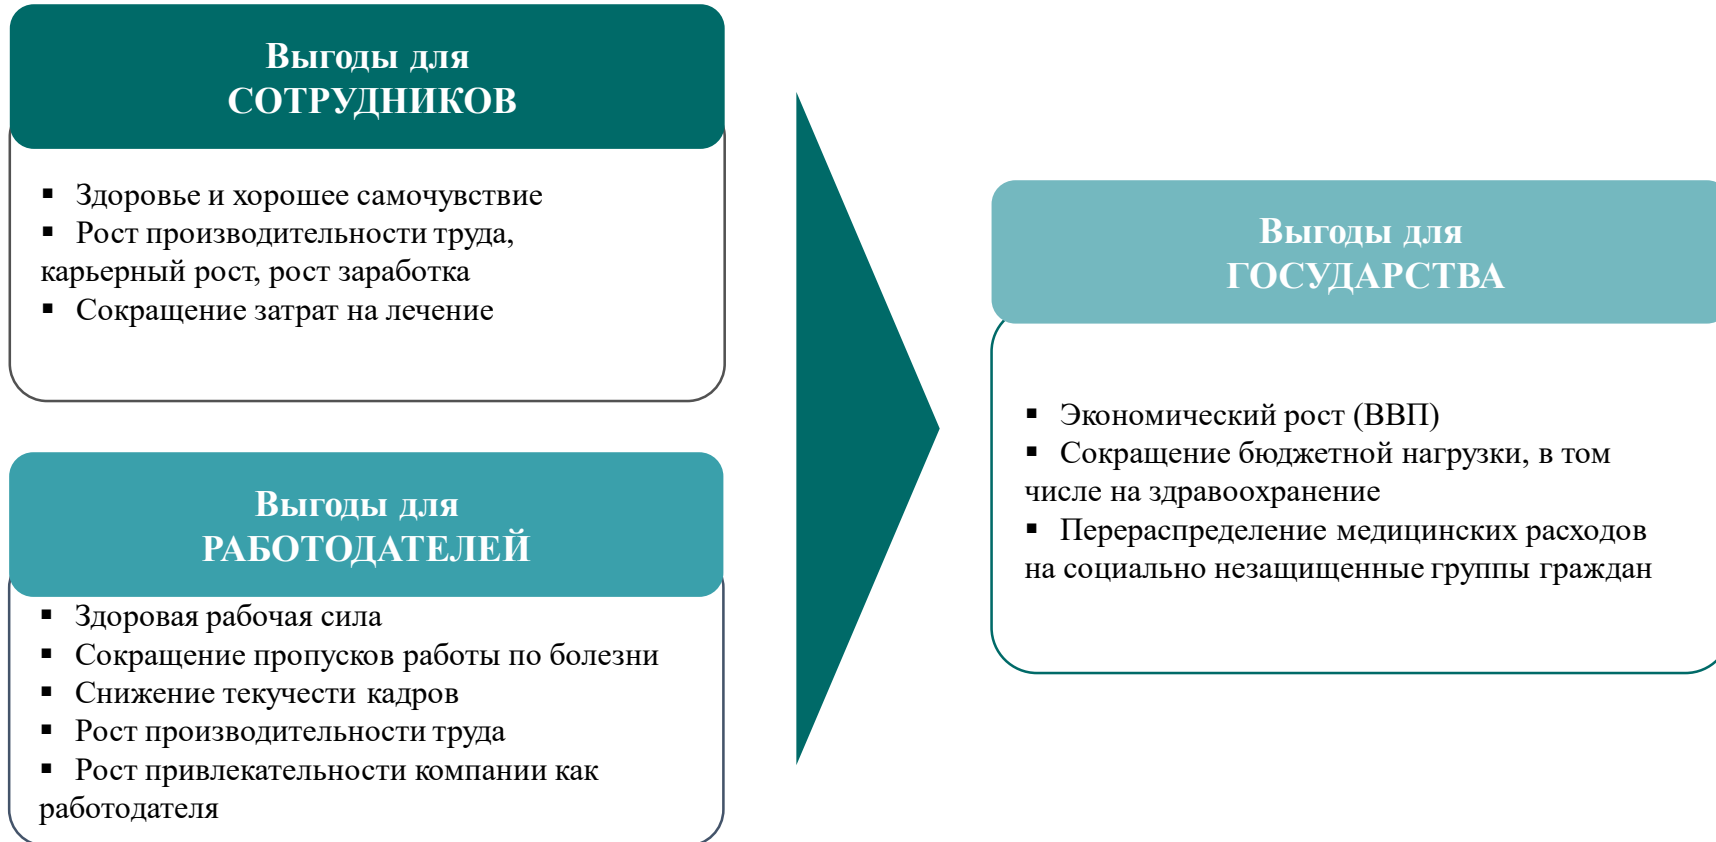 Выгоды для
СОТРУДНИКОВ
▪ Здоровье и хорошее самочувствие
▪ Рост производительности труда,
карьерный рост, рост заработка
▪ Сокращение затрат на лечение
Выгоды для
РАБОТОДАТЕЛЕЙ
▪ Здоровая рабочая сила
▪ Сокращение пропусков работы по болезни
▪ Снижение текучести кадров
▪ Рост производительности труда
▪ Рост привлекательности компании как
работодателя
Выгоды для
ГОСУДАРСТВА
▪ Экономический рост (ВВП)
▪ Сокращение бюджетной нагрузки, в том
числе на здравоохранение
▪ Перераспределение медицинских расходов
на социально незащищенные группы граждан